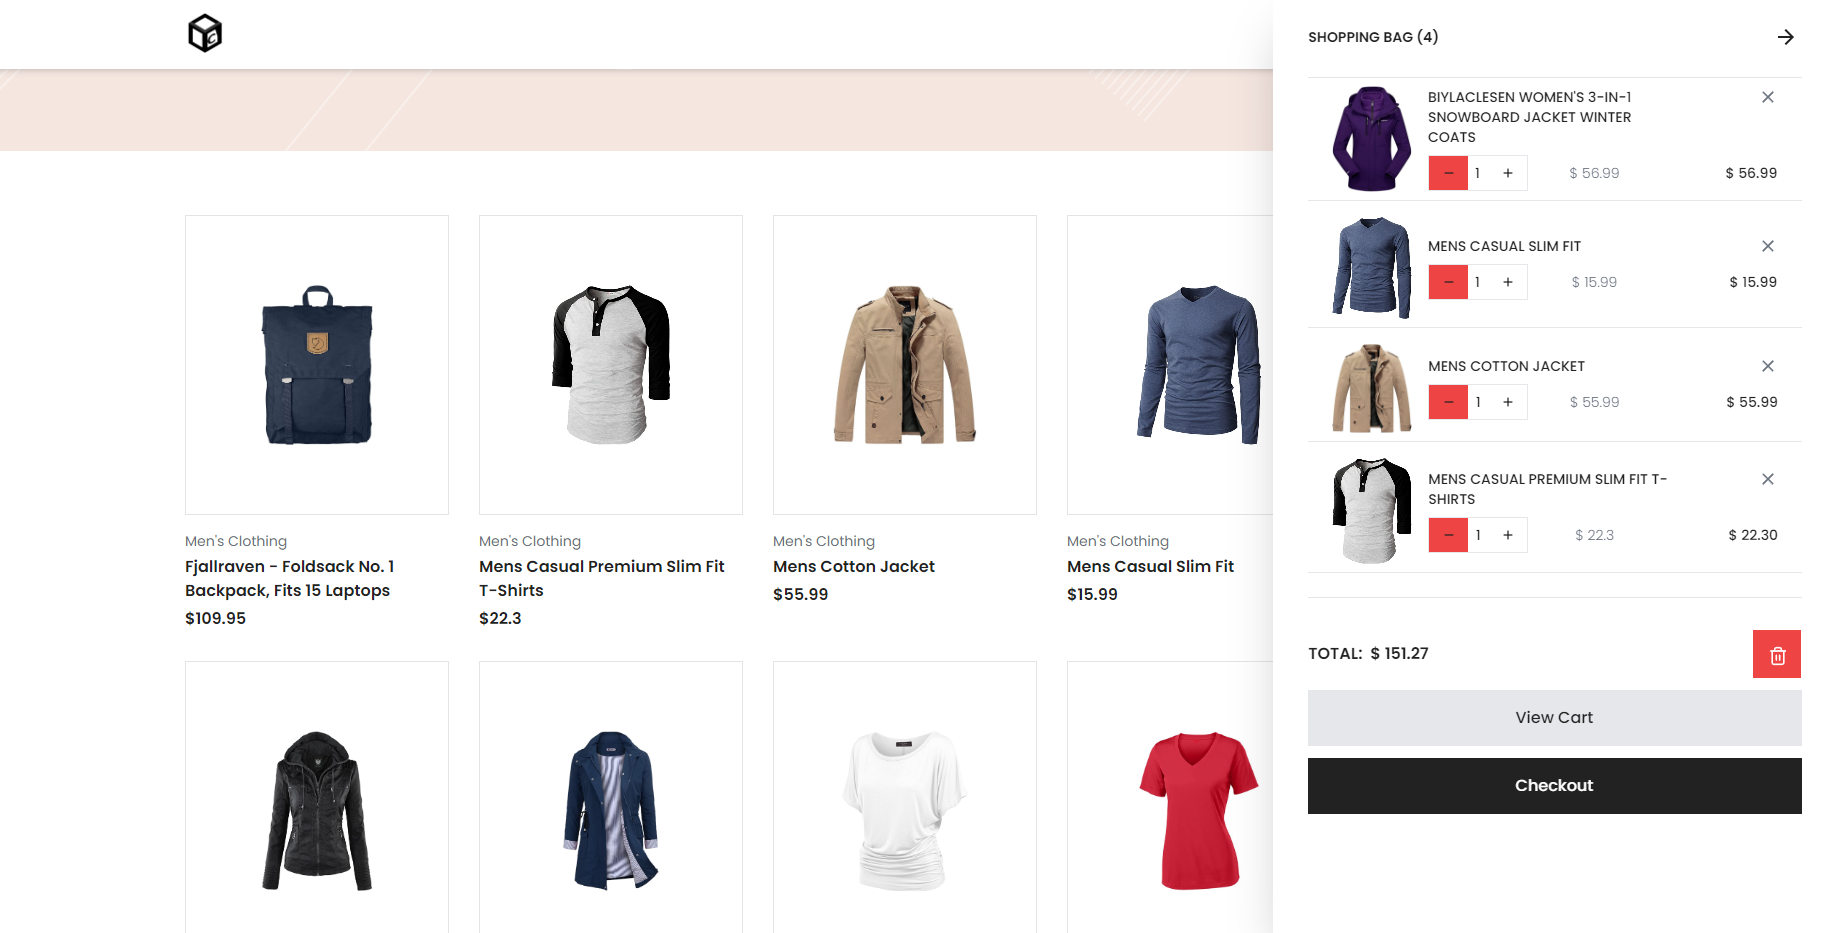 SHOPPING BAG (4)
BIYLACLESEN WOMEN'S 3-IN-1
SNOWBOARD JACKET WINTER
COATS
− 1 + $ 56.99 $ 56.99
MENS CASUAL SLIM FIT
− 1 + $ 15.99 $ 15.99
MENS COTTON JACKET
− 1 + $ 55.99 $ 55.99
MENS CASUAL PREMIUM SLIM FIT T-
SHIRTS
− 1 + $ 22.3 $ 22.30
TOTAL: $ 151.27
View Cart
Checkout
Men's Clothing
Fjallraven - Foldsack No. 1
Backpack, Fits 15 Laptops
$109.95
Men's Clothing
Mens Casual Premium Slim Fit
T-Shirts
$22.3
Men's Clothing
Mens Cotton Jacket
$55.99
Men's Clothing
Mens Casual Slim Fit
$15.99